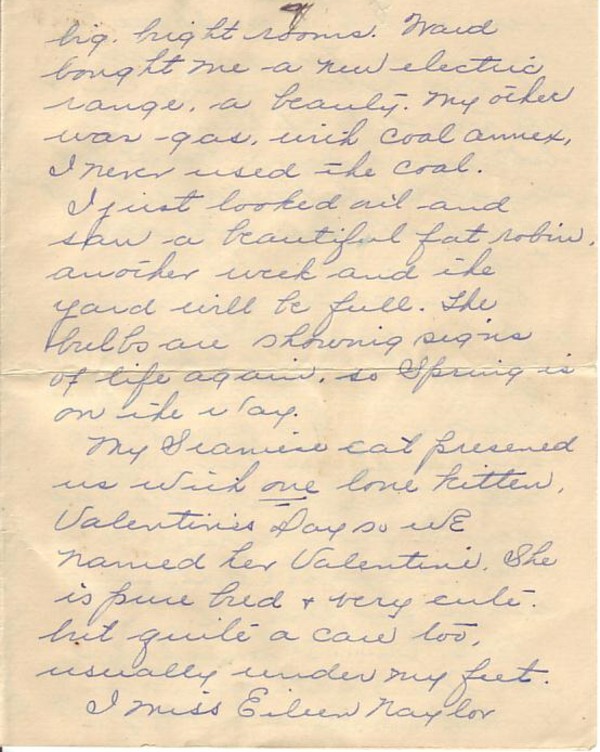 big, bright rooms. Ward
bought me a new electric
range, a beauty. My other
was gas, with coal annex,
I never used the coal.
I just looked out and
saw a beautiful fat robin,
another week and the
yard will be full. The
bulbs are showing signs
of life again, so Spring is
on the way.
My Siamese cat presened
us with one lone kitten,
Valentines Day so we
named her Valentine. She
is pure bred + very cute.
but quite a care too,
usually under my feet.
I miss Eileen Naylor